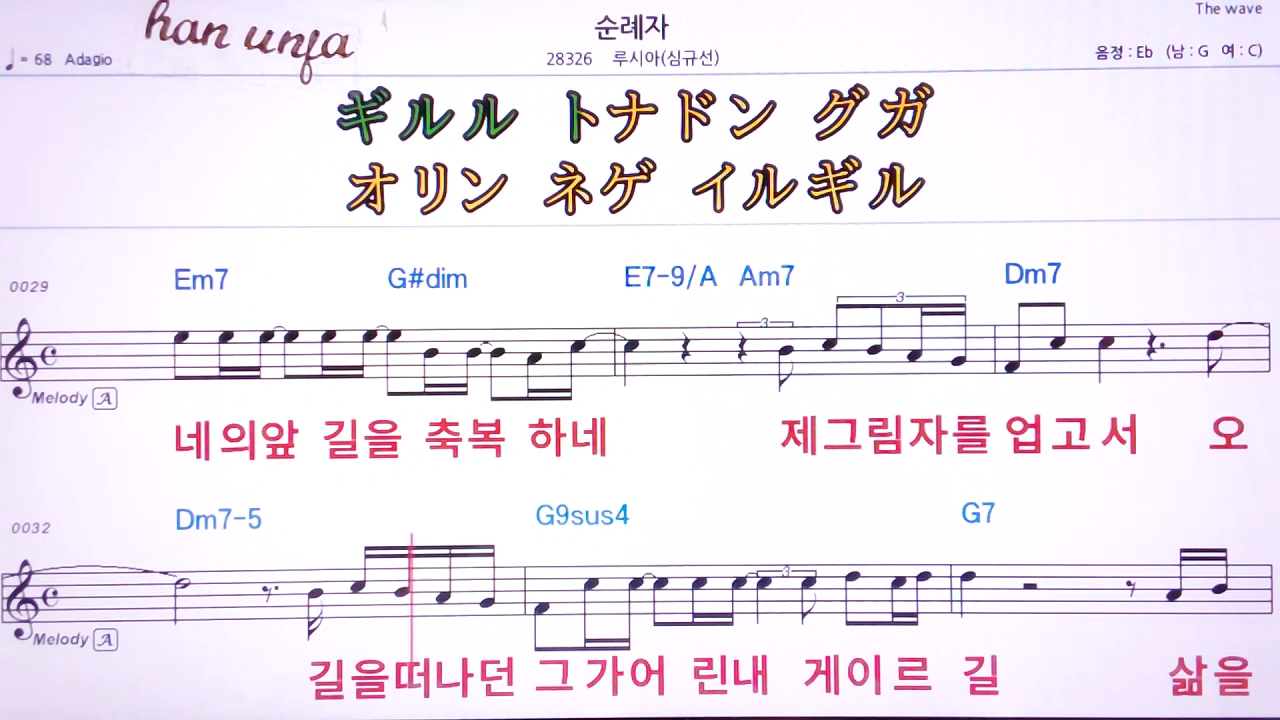 han unfa
순례자
The wave
♩= 68 Adagio
28326 루시아(심규선)
음정 : Eb (남 : G 여 : C)
ギルル トナドン グガ
オリン ネゲ イルギル
0029 Em7 G#dim E7-9/A Am7 Dm7
3 3
Melody A
네의앞 길을 축복 하네 제그림자를 업고서 오
0032 Dm7-5 G9sus4 G7
3
Melody A
길을떠나던 그가어 린내 게이르 길 삶을